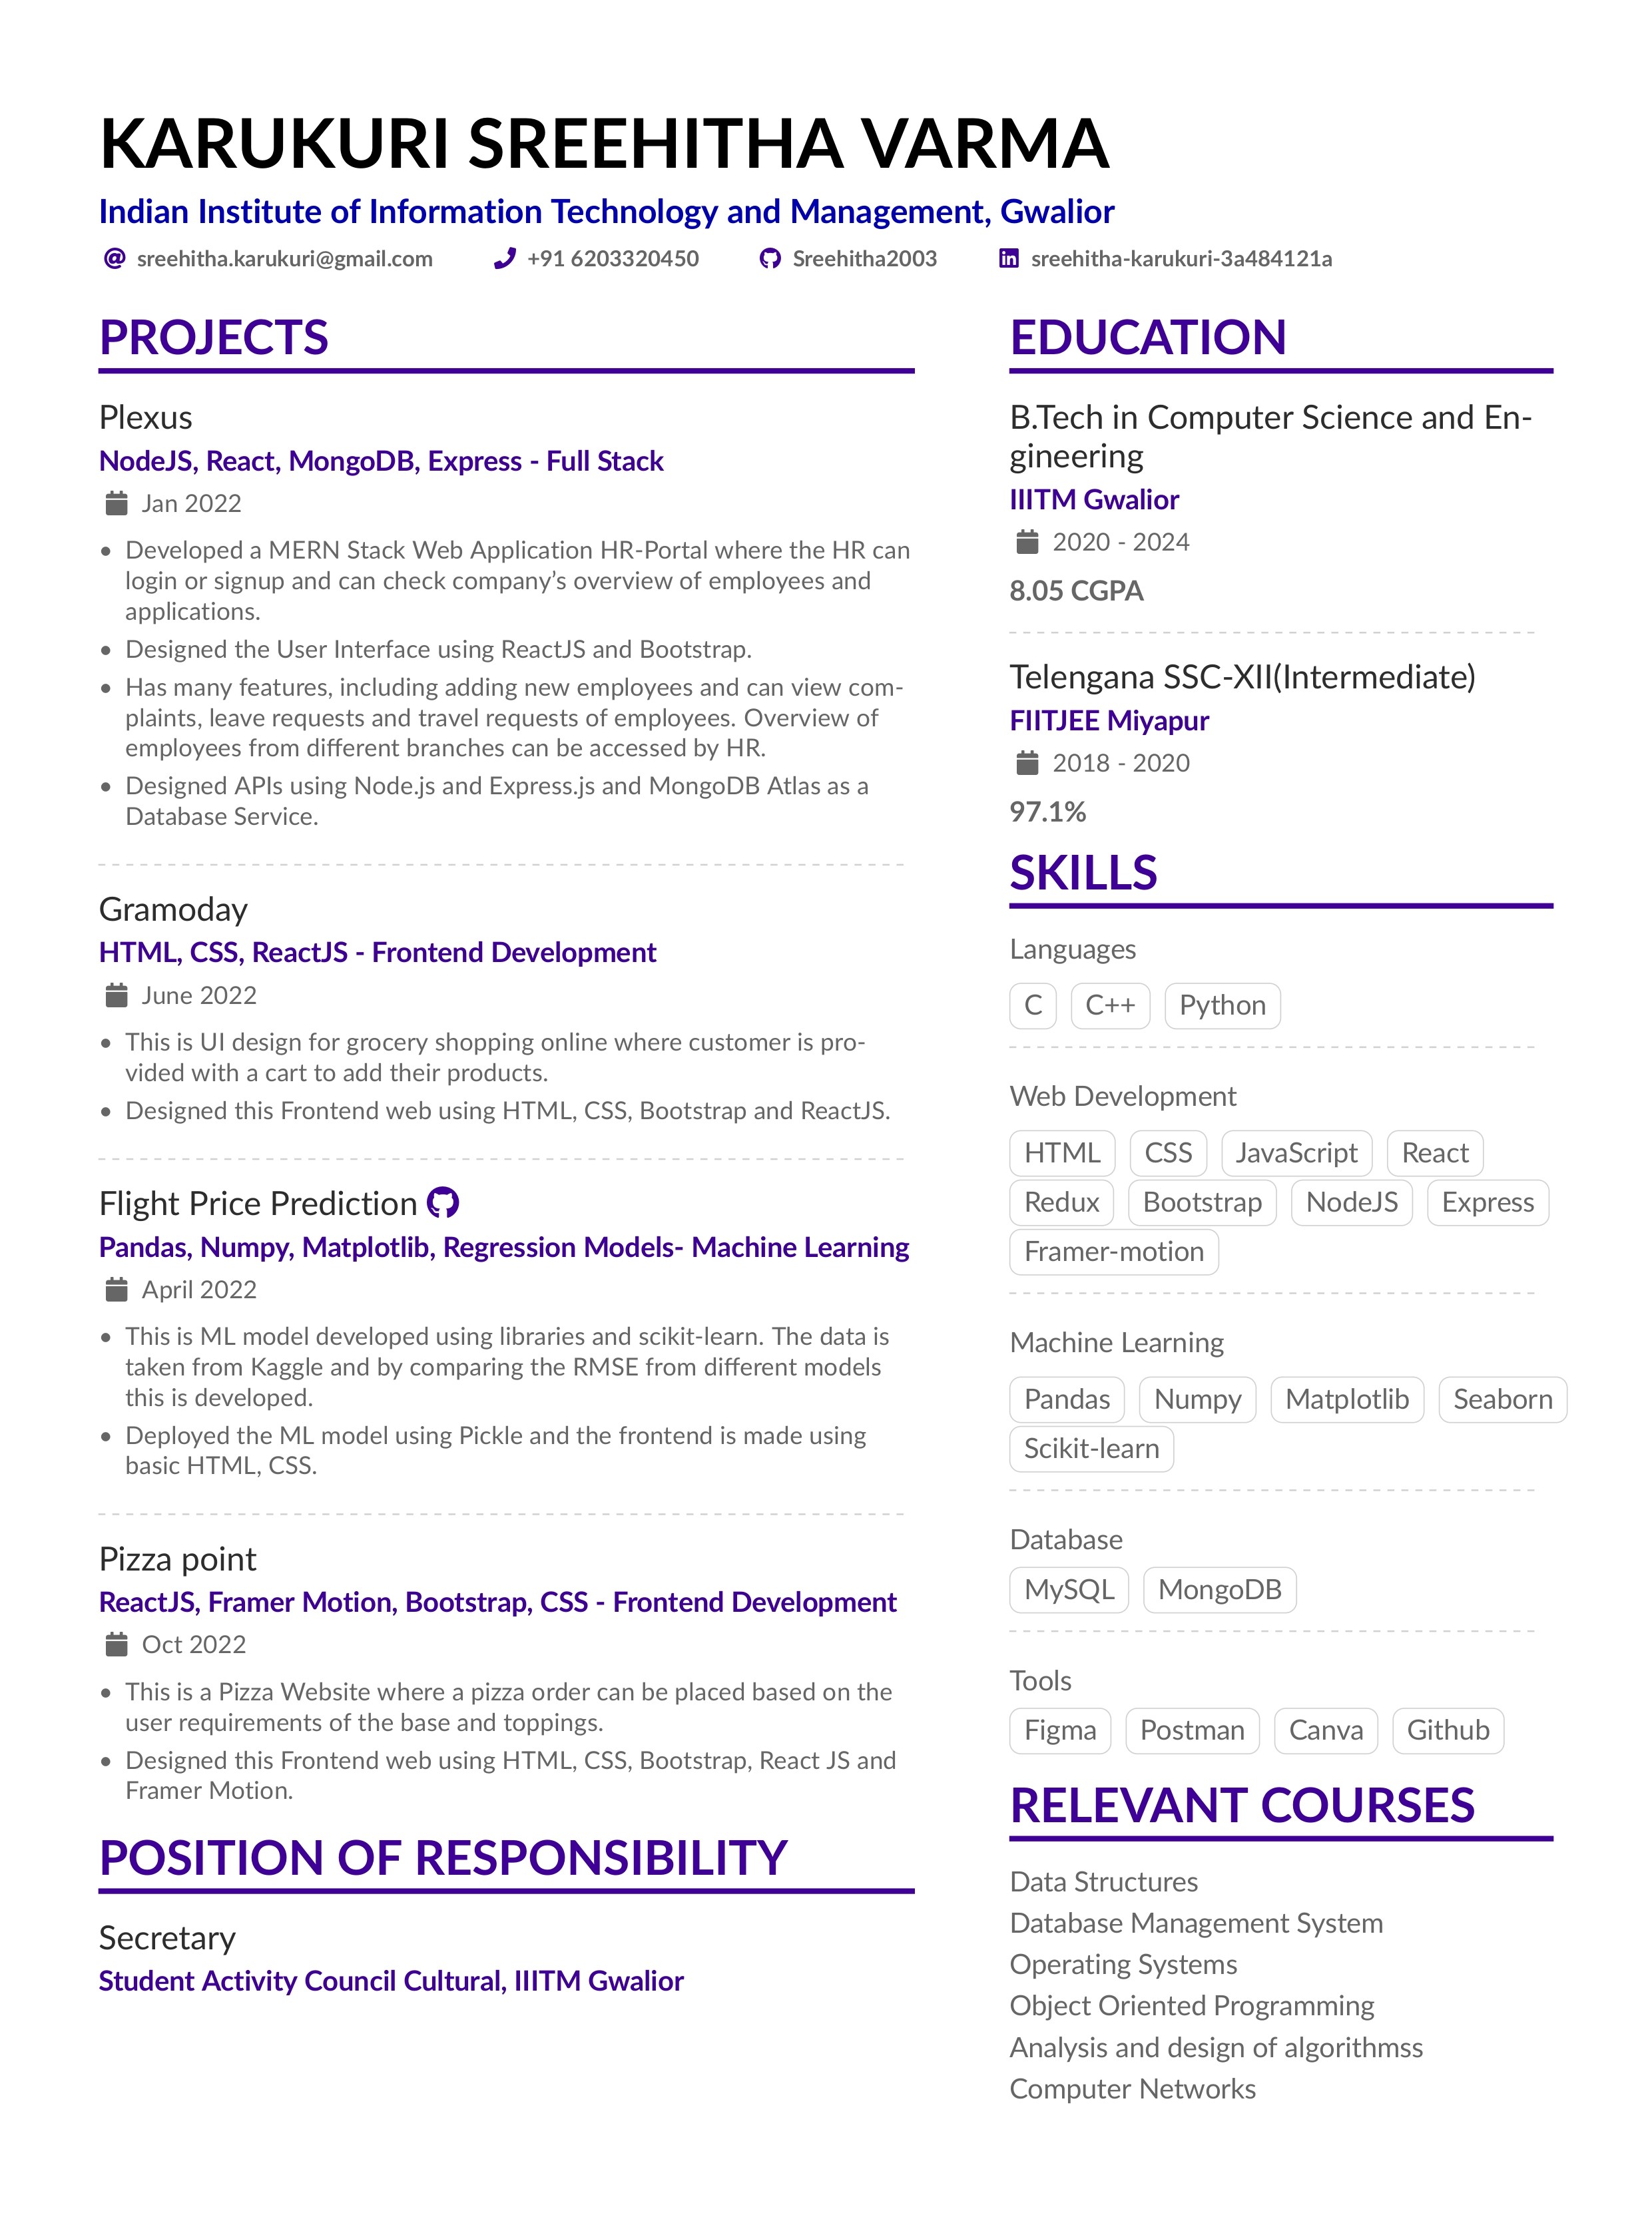 KARUKURI SREEHITHA VARMA
Indian Institute of Information Technology and Management, Gwalior
sreehitha.karukuri@gmail.com +91 6203320450 Sreehitha2003 sreehitha-karukuri-3a484121a
PROJECTS
Plexus
NodeJS, React, MongoDB, Express - Full Stack
Jan 2022
• Developed a MERN Stack Web Application HR-Portal where the HR can
login or signup and can check company's overview of employees and
applications.
• Designed the User Interface using ReactJS and Bootstrap.
• Has many features, including adding new employees and can view com-
plaints, leave requests and travel requests of employees. Overview of
employees from different branches can be accessed by HR.
• Designed APIs using Node.js and Express.js and MongoDB Atlas as a
Database Service.
Gramoday
HTML, CSS, ReactJS - Frontend Development
June 2022
• This is UI design for grocery shopping online where customer is pro-
vided with a cart to add their products.
• Designed this Frontend web using HTML, CSS, Bootstrap and ReactJS.
Flight Price Prediction
Pandas, Numpy, Matplotlib, Regression Models- Machine Learning
April 2022
• This is ML model developed using libraries and scikit-learn. The data is
taken from Kaggle and by comparing the RMSE from different models
this is developed.
• Deployed the ML model using Pickle and the frontend is made using
basic HTML, CSS.
Pizza point
ReactJS, Framer Motion, Bootstrap, CSS - Frontend Development
Oct 2022
• This is a Pizza Website where a pizza order can be placed based on the
user requirements of the base and toppings.
• Designed this Frontend web using HTML, CSS, Bootstrap, React JS and
Framer Motion.
POSITION OF RESPONSIBILITY
Secretary
Student Activity Council Cultural, IIITM Gwalior
EDUCATION
B.Tech in Computer Science and En-
gineering
IIITM Gwalior
2020 - 2024
8.05 CGPA
Telengana SSC-XII(Intermediate)
FIITJEE Miyapur
2018 - 2020
97.1%
SKILLS
Languages
C C++ Python
Web Development
HTML CSS JavaScript React
Redux Bootstrap NodeJS Express
Framer-motion
Machine Learning
Pandas Numpy Matplotlib Seaborn
Scikit-learn
Database
MySQL MongoDB
Tools
Figma Postman Canva Github
RELEVANT COURSES
Data Structures
Database Management System
Operating Systems
Object Oriented Programming
Analysis and design of algorithmss
Computer Networks